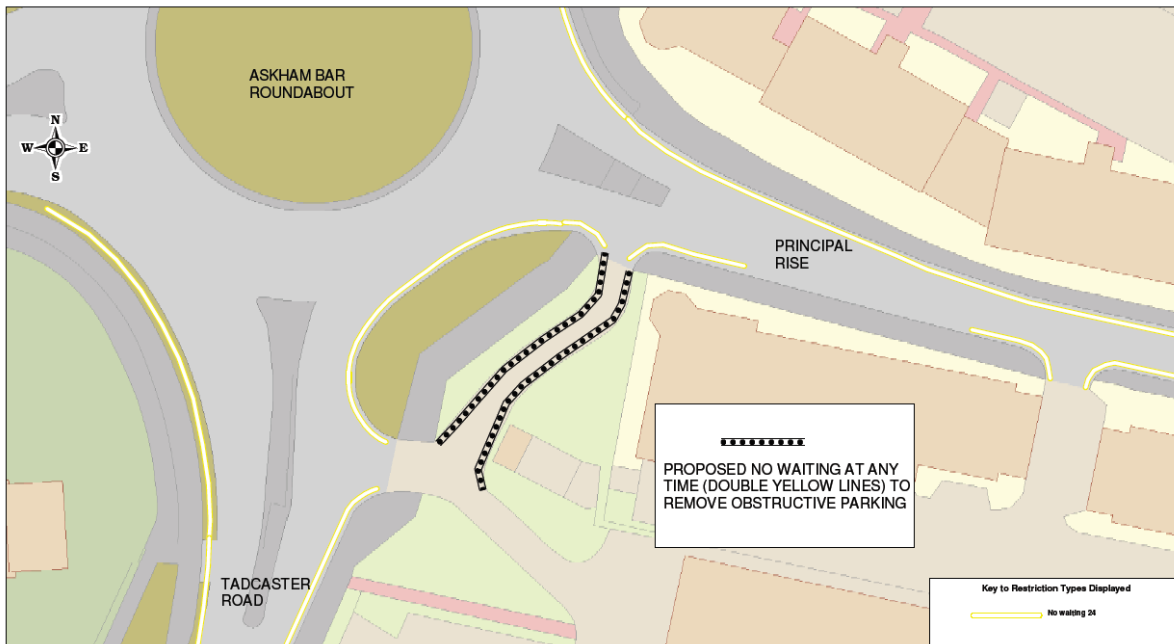 ASKHAM BAR
ROUNDABOUT
N
W E
S
PRINCIPAL
RISE
PROPOSED NO WAITING AT ANY
TIME (DOUBLE YELLOW LINES) TO
REMOVE OBSTRUCTIVE PARKING
TADCASTER
ROAD
Key to Restriction Types Displayed
No waiting 24